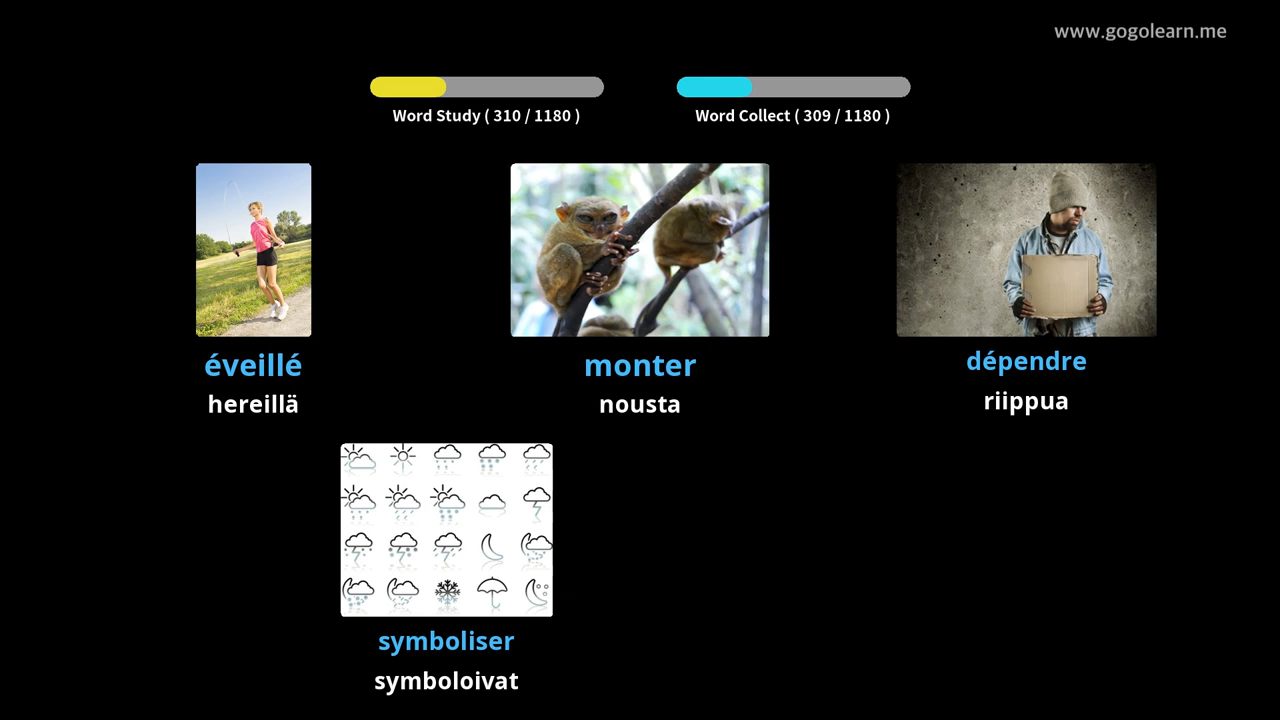 www.gogolearn.me
Word Study ( 310 / 1180 )
Word Collect ( 309 / 1180 )
éveillé
hereillä
monter
nousta
dépendre
riippua
symboliser
symboloivat